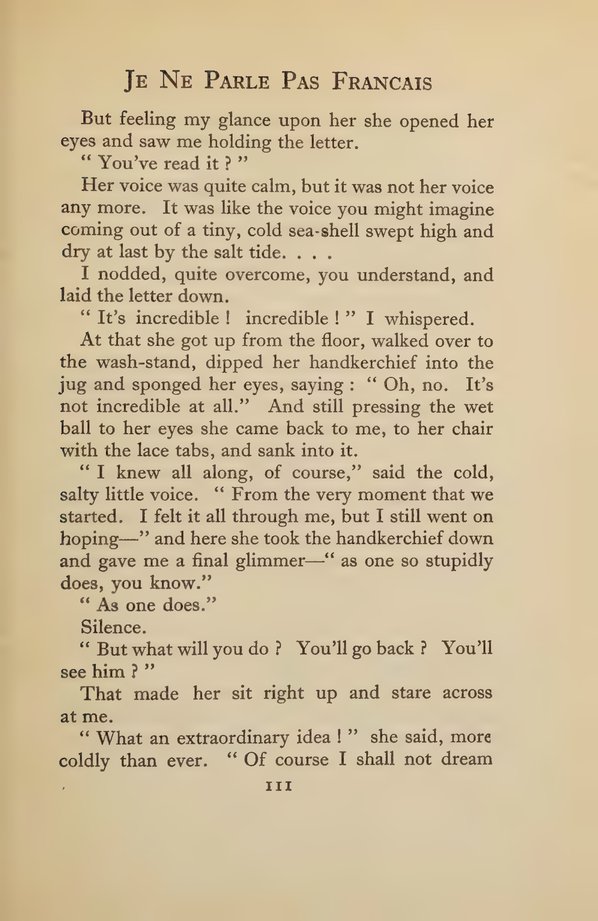 JE NE PARLE PAS FRANCAIS
But feeling my glance upon her she opened her
eyes and saw me holding the letter.
“ You've read it ? ”
Her voice was quite calm, but it was not her voice
any more. It was like the voice you might imagine
coming out of a tiny, cold sea-shell swept high and
dry at last by the salt tide. . . .
I nodded, quite overcome, you understand, and
laid the letter down.
“ It's incredible ! incredible ! ” I whispered.
At that she got up from the floor, walked over to
the wash-stand, dipped her handkerchief into the
jug and sponged her eyes, saying : “ Oh, no. It's
not incredible at all.” And still pressing the wet
ball to her eyes she came back to me, to her chair
with the lace tabs, and sank into it.
“ I knew all along, of course,” said the cold,
salty little voice. “ From the very moment that we
started. I felt it all through me, but I still went on
hoping—” and here she took the handkerchief down
and gave me a final glimmer—“ as one so stupidly
does, you know.”
“ As one does.”
Silence.
“ But what will you do ? You'll go back ? You'll
see him ? ”
That made her sit right up and stare across
at me.
“ What an extraordinary idea ! ” she said, more
coldly than ever. “ Of course I shall not dream
111